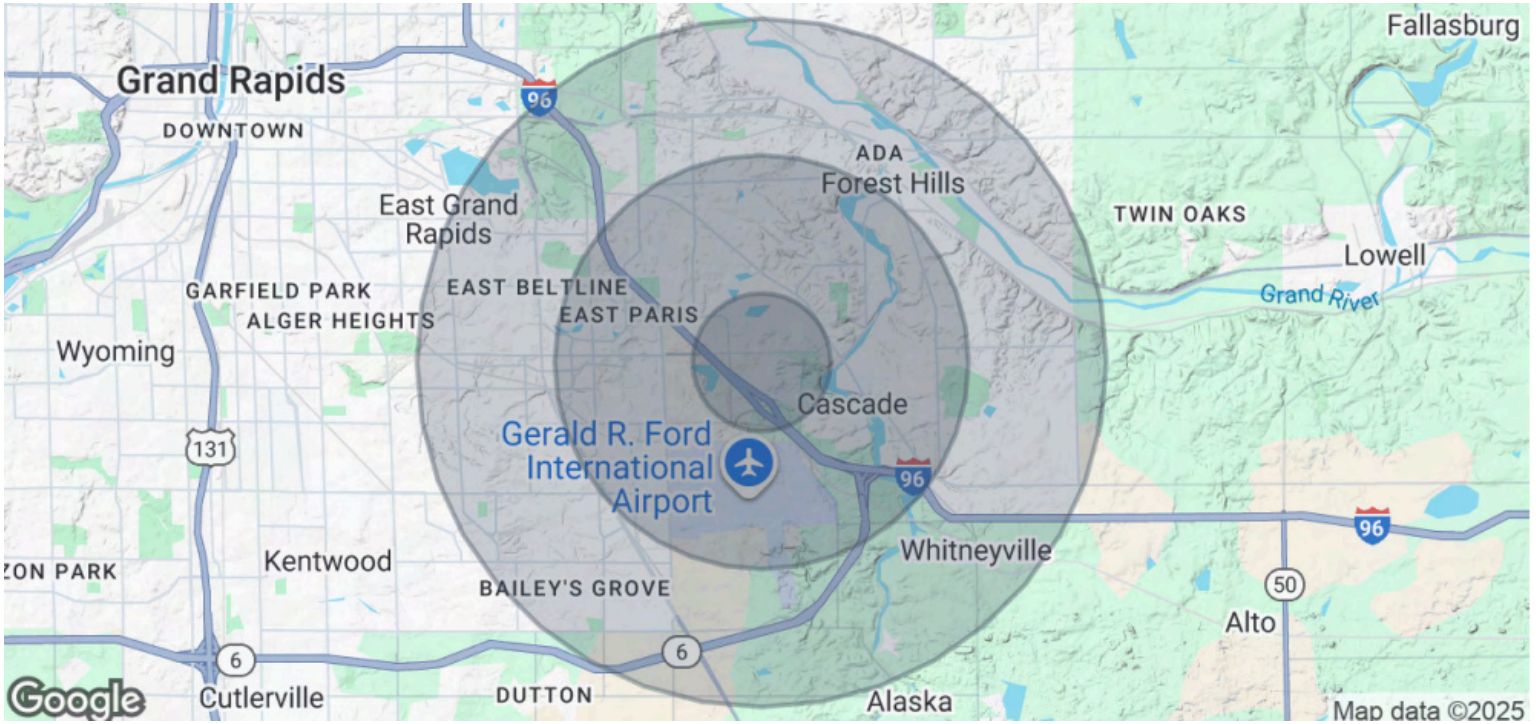 Fallasburg
Grand Rapids
96
DOWNTOWN
ADA
Forest Hills
East Grand
Rapids
TWIN OAKS
Lowell
GARFIELD PARK
EAST BELTLINE
Grand River
ALGER HEIGHTS
EAST PARIS
Wyoming
Cascade
131
Gerald R. Ford
International
Airport
96
96
Kentwood
Whitneyville
ZON PARK
BAILEY'S GROVE
50
Alto
6
6
Cutlerville
DUTTON
Alaska
Google
Map data ©2025